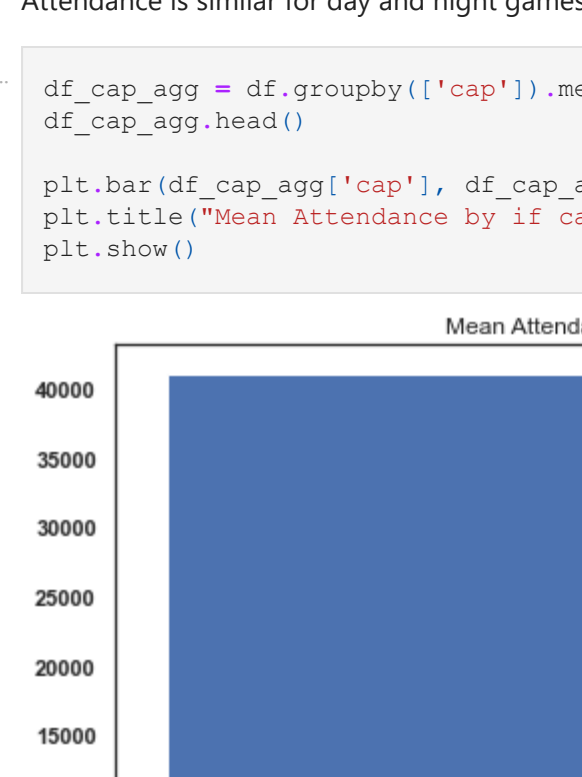 Attendance is similar for day and night games
df_cap_agg = df.groupby(['cap']).me
df_cap_agg.head()
plt.bar(df_cap_agg['cap'], df_cap_a
plt.title("Mean Attendance by if ca
plt.show()
Mean Attenda
40000
35000
30000
25000
20000
15000